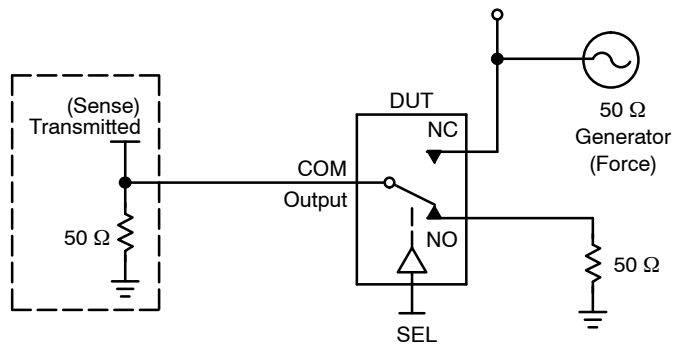 (Sense)
Transmitted
50 Ω
COM
Output
DUT
NC
NO
SEL
50 Ω
Generator
(Force)
50 Ω